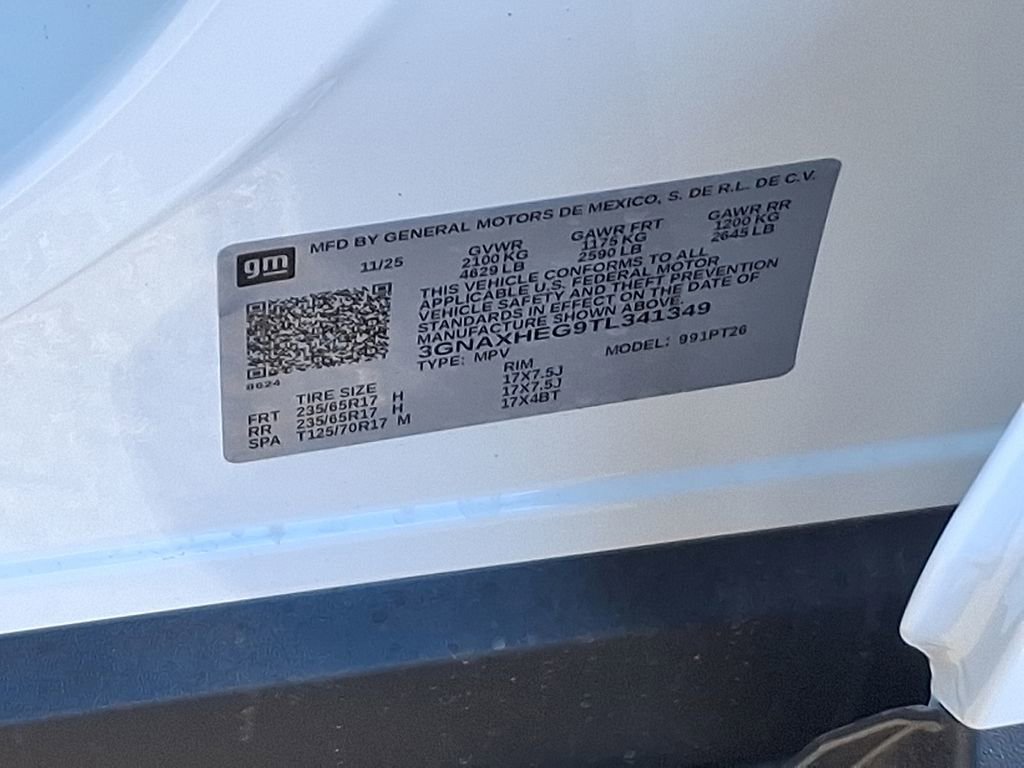 gm
MFD BY GENERAL MOTORS DE MEXICO, S. DE R.L. DE C.V.
11/25
GVWR GAWR FRT GAWR RR
2100 KG 1175 KG 1200 KG
4629 LB 2590 LB 2645 LB
THIS VEHICLE CONFORMS TO ALL
APPLICABLE U.S. FEDERAL MOTOR
VEHICLE SAFETY AND THEFT PREVENTION
STANDARDS IN EFFECT ON THE DATE OF
MANUFACTURE SHOWN ABOVE.
3GNAXHEG9TL341349
TYPE: MPV MODEL: 991PT26
8624
TIRE SIZE RIM
FRT 235/65R17 H 17X7.5J
RR 235/65R17 H 17X7.5J
SPA T125/70R17 M 17X4BT